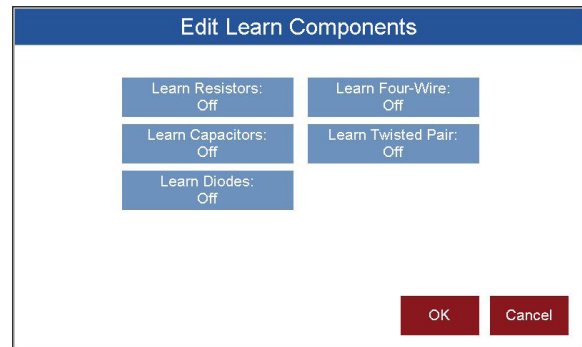 Edit Learn Components
Learn Resistors:
Off
Learn Four-Wire:
Off
Learn Capacitors:
Off
Learn Twisted Pair:
Off
Learn Diodes:
Off
OK
Cancel